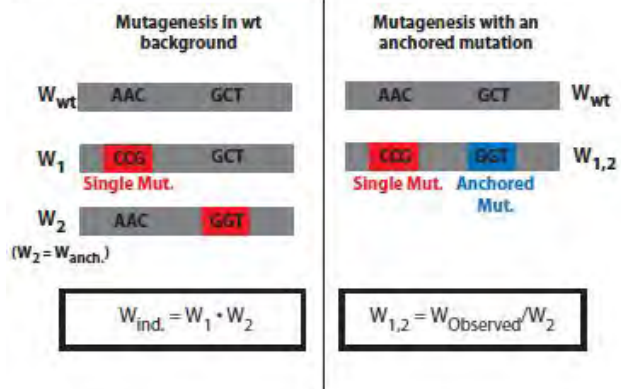 Mutagenesis in wt
background
W_wt AAC GCT
W_1 CCG GCT
Single Mut.
W_2 AAC GGT
(W_2 = W_anch.)
W_ind. = W_1 • W_2
Mutagenesis with an
anchored mutation
AAC GCT W_wt
CCG GGT W_1,2
Single Mut. Anchored
Mut.
W_1,2 = W_Observed/W_2